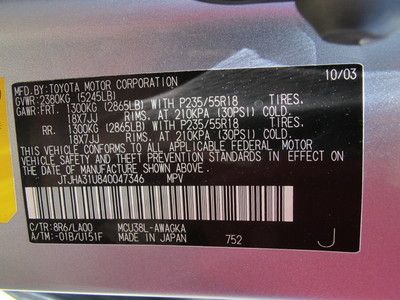 MFD.BY:TOYOTA MOTOR CORPORATION 10/03
GVWR:2380KG (5245LB)
GAWR:FRT. 1300KG (2865LB) WITH P235/55R18 TIRES.
18X7JJ RIMS. AT 210KPA (30PSI) COLD.
RR. 1300KG (2865LB) WITH P235/55R18 TIRES.
18X7JJ RIMS. AT 210KPA (30PSI) COLD.
THIS VEHICLE CONFORMS TO ALL APPLICABLE FEDERAL MOTOR
VEHICLE SAFETY AND THEFT PREVENTION STANDARDS IN EFFECT ON
THE DATE OF MANUFACTURE SHOWN ABOVE.
JTJHA31U840047346 MPV
C/TR:8R6/LA00 MCU38L-AWAGKA
A/TM:-01B/U151F MADE IN JAPAN 752 J